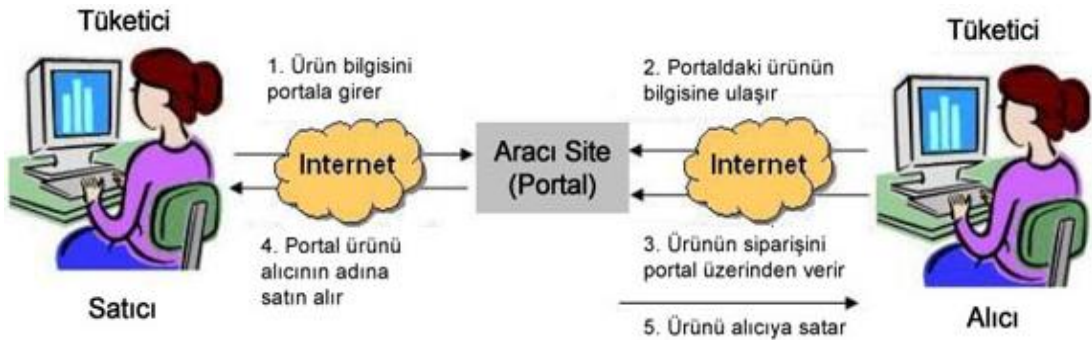 Tüketici
1. Ürün bilgisini
portala girer
Internet
Aracı Site
(Portal)
4. Portal ürünü
alıcının adına
satın alır
Satıcı
Tüketici
2. Portaldaki ürünün
bilgisine ulaşır
Internet
3. Ürünün siparişini
portal üzerinden verir
5. Ürünü alıcıya satar
Alıcı